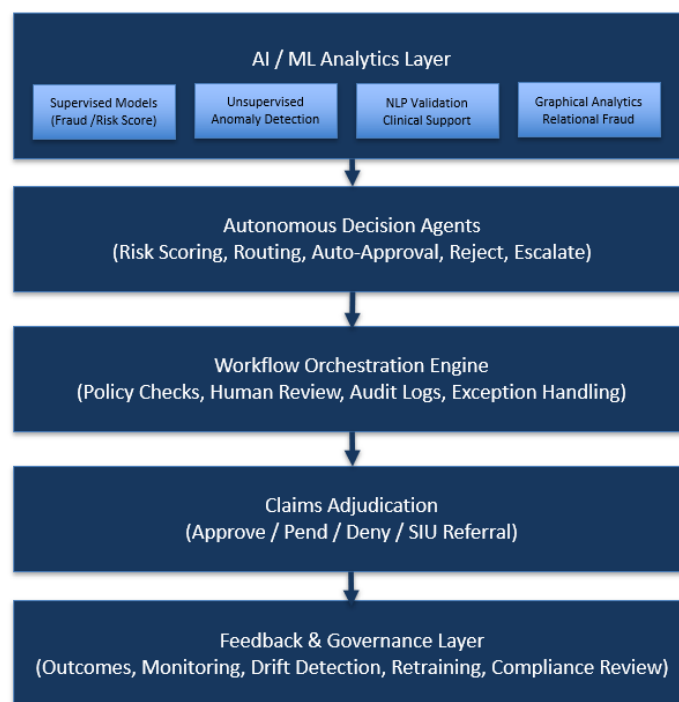 AI / ML Analytics Layer
Supervised Models
(Fraud /Risk Score)
Unsupervised
Anomaly Detection
NLP Validation
Clinical Support
Graphical Analytics
Relational Fraud
Autonomous Decision Agents
(Risk Scoring, Routing, Auto-Approval, Reject, Escalate)
Workflow Orchestration Engine
(Policy Checks, Human Review, Audit Logs, Exception Handling)
Claims Adjudication
(Approve / Pend / Deny / SIU Referral)
Feedback & Governance Layer
(Outcomes, Monitoring, Drift Detection, Retraining, Compliance Review)